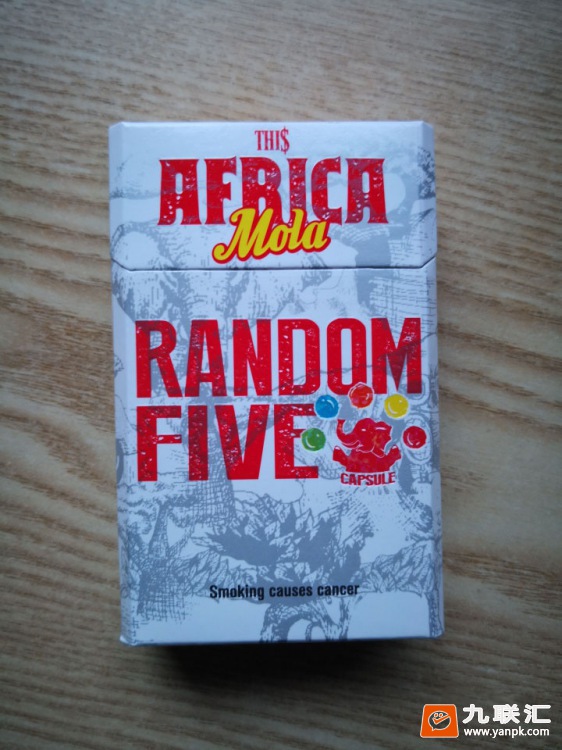 THI$
AFRICA
Mola
RANDOM
FIVE
CAPSULE
Smoking causes cancer
九联汇
www.yanpk.com